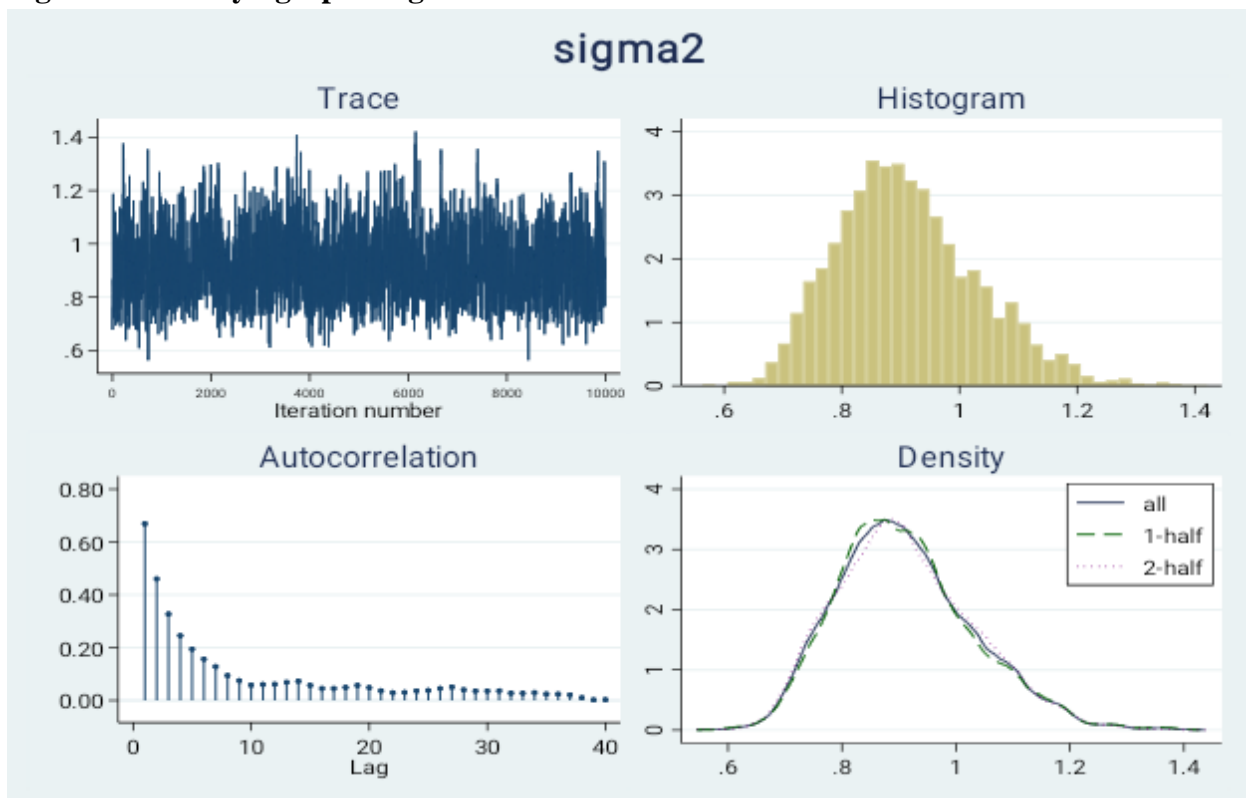 sigma2
Trace
1.4
1.2
1
.8
.6
0 2000 4000 6000 8000 10000
Iteration number
Histogram
4
3
2
1
0
.6 .8 1 1.2 1.4
Autocorrelation
0.80
0.60
0.40
0.20
0.00
0 10 20 30 40
Lag
Density
4
3
2
1
0
.6 .8 1 1.2 1.4
all
1-half
2-half